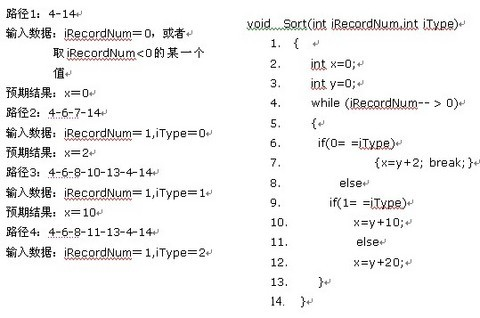 路径1: 4-14
输入数据: iRecordNum=0, 或者
取iRecordNum<0的某一个
值
预期结果: x=0
路径2: 4-6-7-14
输入数据: iRecordNum=1,iType=0
预期结果: x=2
路径3: 4-6-8-10-13-4-14
输入数据: iRecordNum=1,iType=1
预期结果: x=10
路径4: 4-6-8-11-13-4-14
输入数据: iRecordNum=1,iType=2
void Sort(int iRecordNum,int iType)
1. {
2. int x=0;
3. int y=0;
4. while (iRecordNum-- > 0)
5. {
6. if(0= =iType)
7. {x=y+2; break;}
8. else
9. if(1= =iType)
10. x=y+10;
11. else
12. x=y+20;
13. }
14. }